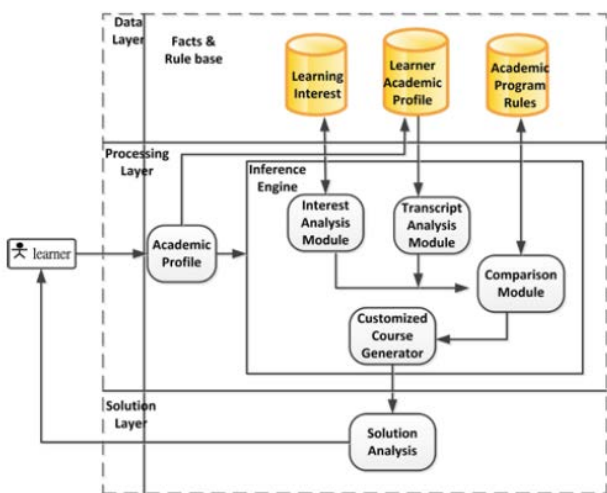 Data
Layer
Facts &
Rule base
Learning
Interest
Learner
Academic
Profile
Academic
Program
Rules
Processing
Layer
Inference
Engine
Interest
Analysis
Module
Transcript
Analysis
Module
learner
Academic
Profile
Comparison
Module
Customized
Course
Generator
Solution
Layer
Solution
Analysis